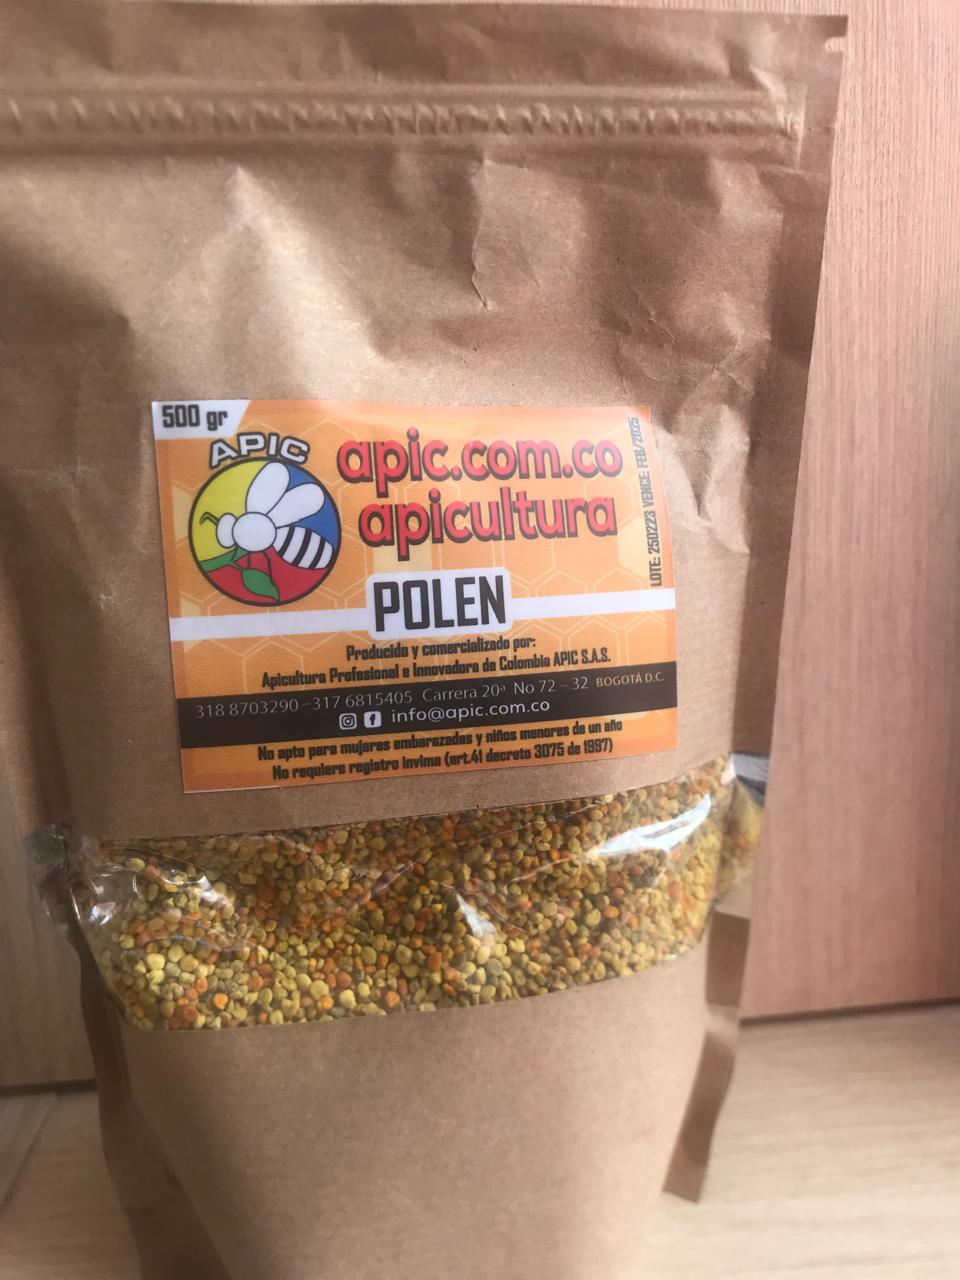 500 gr
APIC
apic.com.co
apicultura
LOTE: 250223 VENCE: FEB/2025
POLEN
Producido y comercializado por:
Apicultura Profesional e Innovadora de Colombia APIC S.A.S.
318 8703290 -317 6815405 Carrera 20ª No 72 - 32 BOGOTÁ D.C.
info@apic.com.co
No apto para mujeres embarazadas y niños menores de un año
No requiere registro invima (art.41 decreto 3075 de 1997)